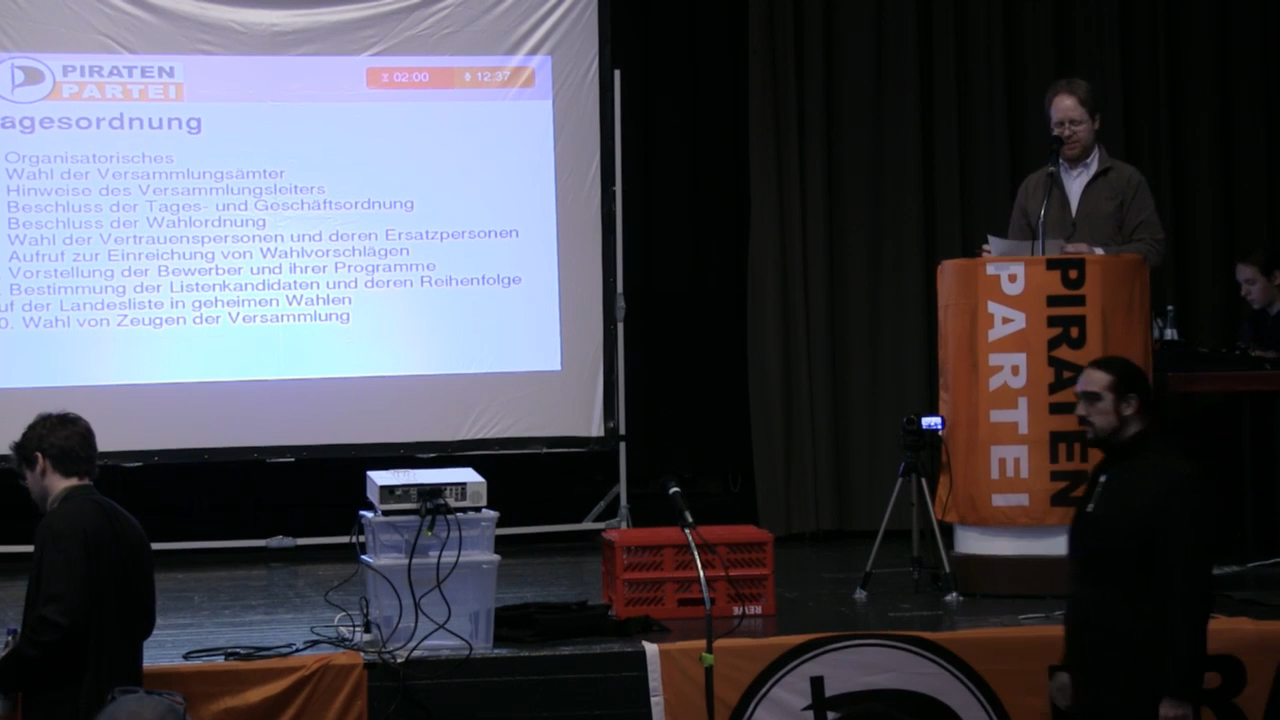 PIRATEN
PARTEI
02:00
12:37
agesordnung
Organisatorisches
Wahl der Versammlungsämter
Hinweise des Versammlungsleiters
Beschluss der Tages- und Geschäftsordnung
Beschluss der Wahlordnung
Wahl der Vertrauenspersonen und deren Ersatzpersonen
Aufruf zur Einreichung von Wahlvorschlägen
Vorstellung der Bewerber und ihrer Programme
Bestimmung der Listenkandidaten und deren Reihenfolge
uf der Landesliste in geheimen Wahlen
0. Wahl von Zeugen der Versammlung
PIRATEN
PARTEI
REWE